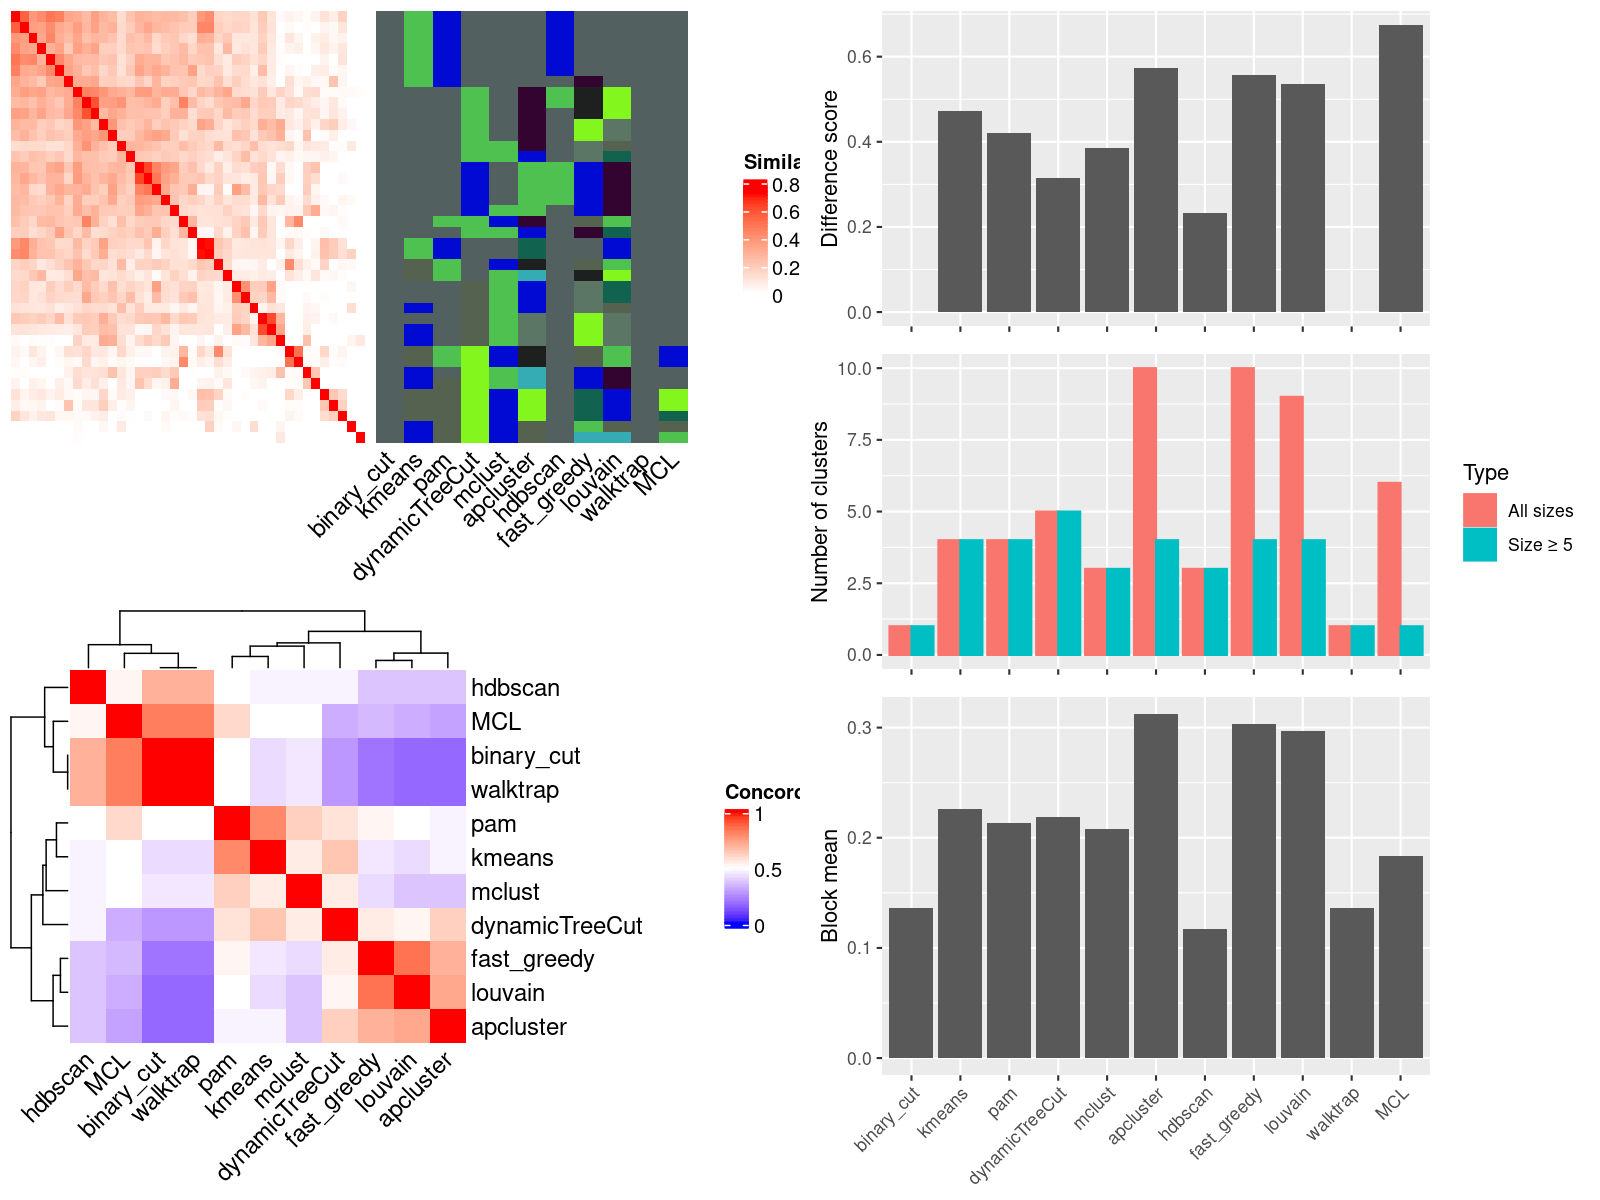 Simila
0.8
0.6
0.4
0.2
0
binary_cut
kmeans
pam
dynamicTreeCut
mclust
apcluster
hdbscan
fast_greedy
louvain
walktrap
MCL
Difference score
0.6
0.4
0.2
0.0
Number of clusters
10.0
7.5
5.0
2.5
0.0
Type
All sizes
Size ≥ 5
hdbscan
MCL
binary_cut
walktrap
pam
kmeans
mclust
dynamicTreeCut
fast_greedy
louvain
apcluster
hdbscan
MCL
binary_cut
walktrap
pam
kmeans
mclust
dynamicTreeCut
fast_greedy
louvain
apcluster
Concord
1
0.5
0
Block mean
0.3
0.2
0.1
0.0
binary_cut
kmeans
pam
dynamicTreeCut
mclust
apcluster
hdbscan
fast_greedy
louvain
walktrap
MCL